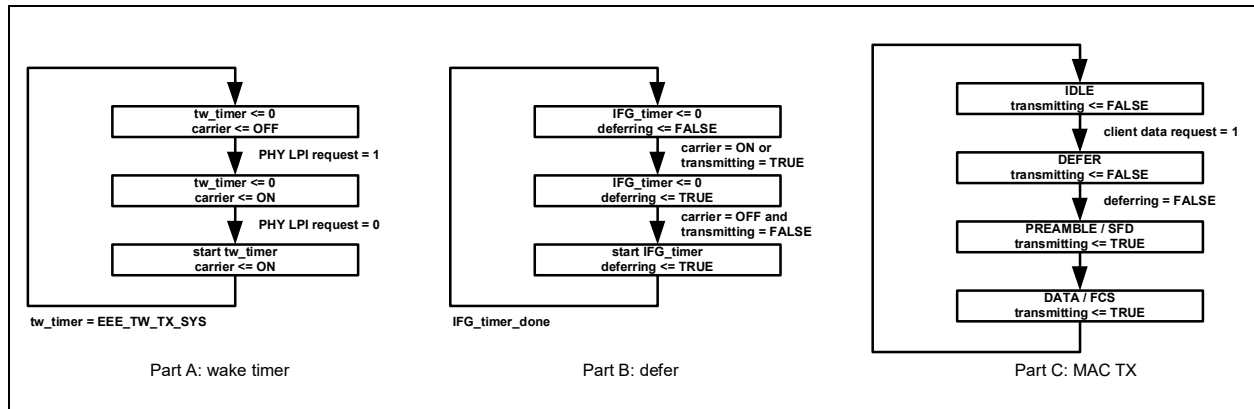 tw_timer <= 0
carrier <= OFF
PHY LPI request = 1
tw_timer <= 0
carrier <= ON
PHY LPI request = 0
start tw_timer
carrier <= ON
tw_timer = EEE_TW_TX_SYS
Part A: wake timer
IFG_timer <= 0
deferring <= FALSE
carrier = ON or
transmitting = TRUE
IFG_timer <= 0
deferring <= TRUE
carrier = OFF and
transmitting = FALSE
start IFG_timer
deferring <= TRUE
IFG_timer_done
Part B: defer
IDLE
transmitting <= FALSE
client data request = 1
DEFER
transmitting <= FALSE
deferring = FALSE
PREAMBLE / SFD
transmitting <= TRUE
DATA / FCS
transmitting <= TRUE
Part C: MAC TX